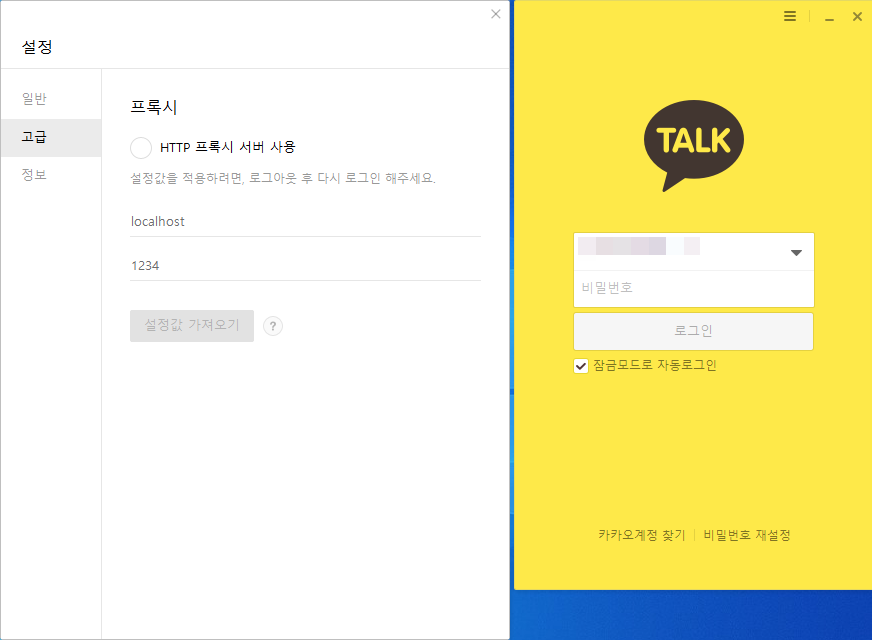 설정
일반
고급
정보
프록시
HTTP 프록시 서버 사용
설정값을 적용하려면, 로그아웃 후 다시 로그인 해주세요.
localhost
1234
설정값 가져오기 ?
TALK
비밀번호
로그인
잠금모드로 자동로그인
카카오계정 찾기 | 비밀번호 재설정